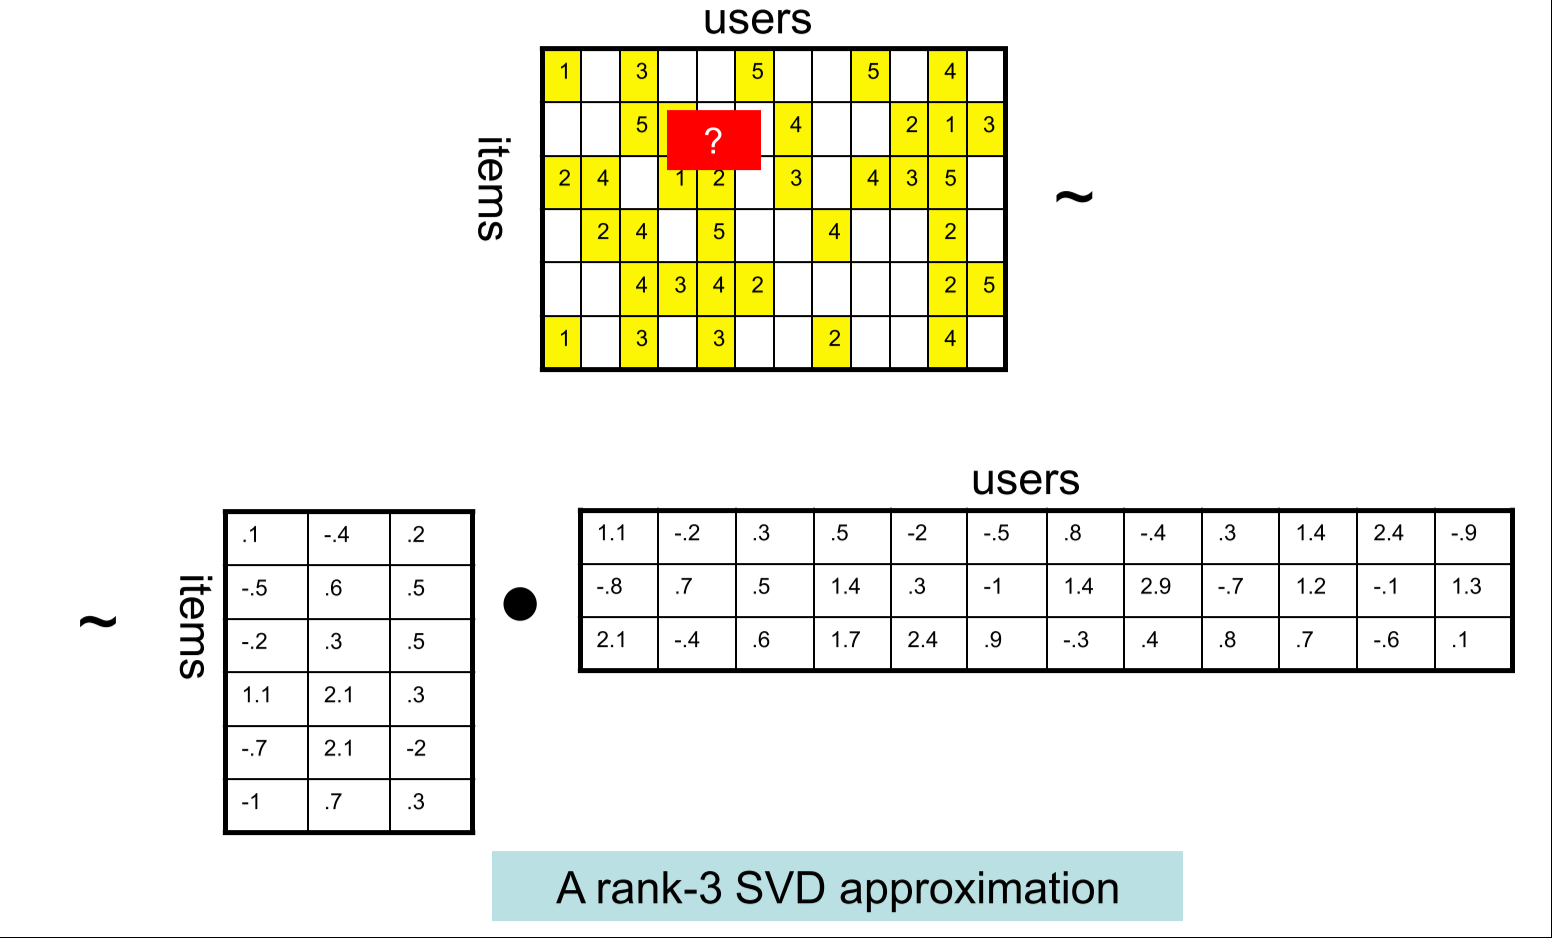 users
1 3 5 5 4
5 ? 4 2 1 3
items
2 4 1 2 3 4 3 5
~
2 4 5 4 2
4 3 4 2 2 5
1 3 3 2 4
users
.1 -.4 .2
1.1 -.2 .3 .5 -2 -.5 .8 -.4 .3 1.4 2.4 -.9
-.5 .6 .5
-.8 .7 .5 1.4 .3 -1 1.4 2.9 -.7 1.2 -.1 1.3
~
items
•
-.2 .3 .5
2.1 -.4 .6 1.7 2.4 .9 -.3 .4 .8 .7 -.6 .1
1.1 2.1 .3
-.7 2.1 -2
-1 .7 .3
A rank-3 SVD approximation